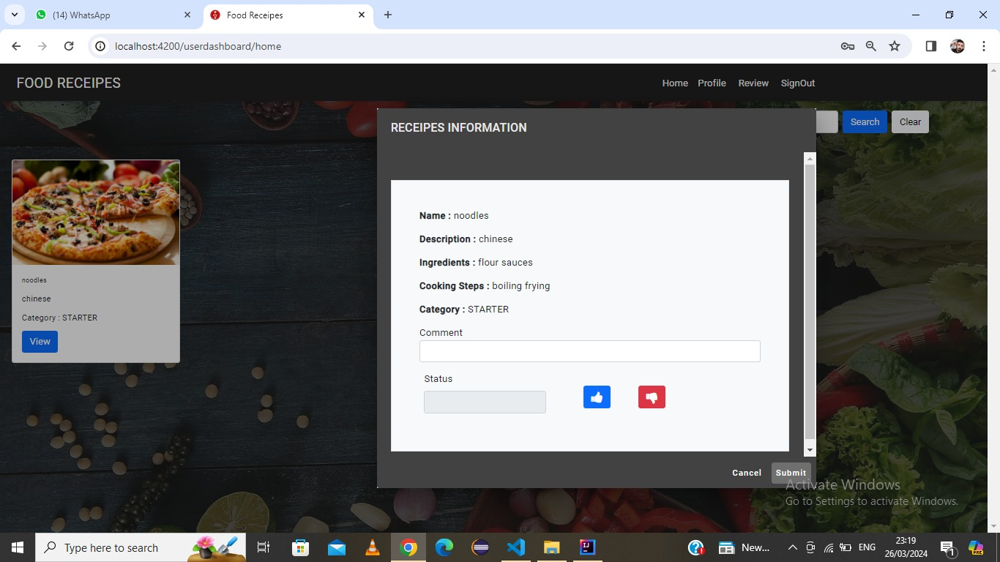 (14) WhatsApp
Food Receipes
localhost:4200/userdashboard/home
FOOD RECEIPES
Home Profile Review SignOut
RECEIPES INFORMATION
Search Clear
Name : noodles
Description : chinese
Ingredients : flour sauces
Cooking Steps : boiling frying
Category : STARTER
Comment
Status
Cancel Submit
noodles
chinese
Category : STARTER
View
Activate Windows
Go to Settings to activate Windows.
Type here to search
New...
ENG
23:19
26/03/2024
1
PRE